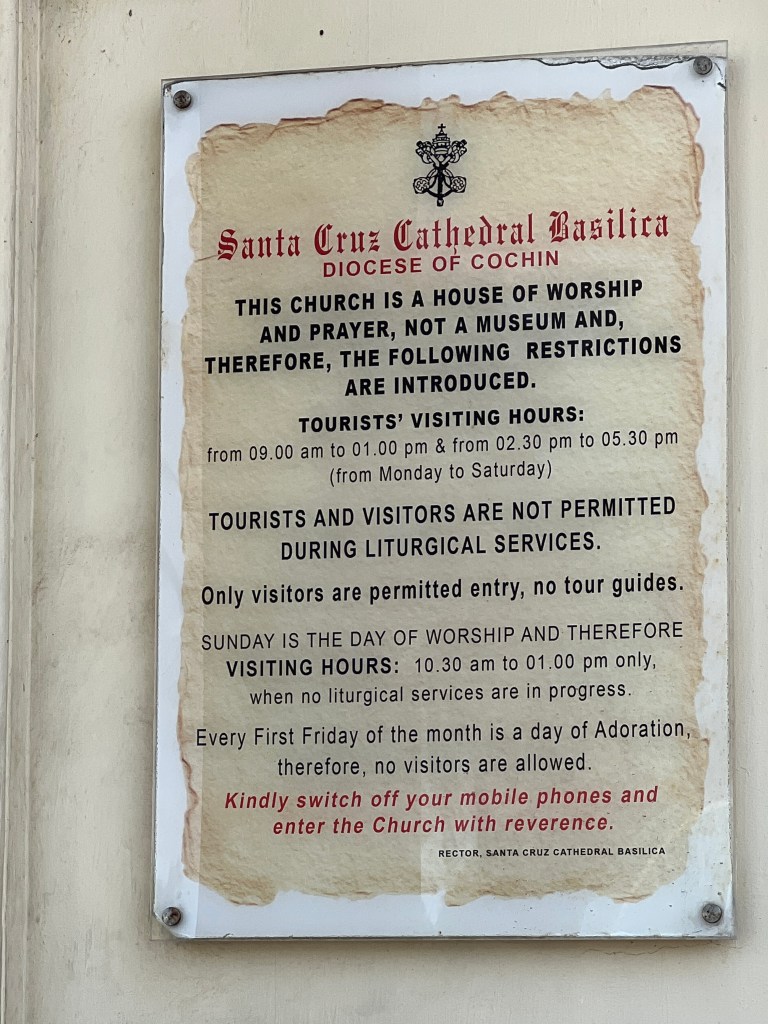 Santa Cruz Cathedral Basilica
DIOCESE OF COCHIN
THIS CHURCH IS A HOUSE OF WORSHIP
AND PRAYER, NOT A MUSEUM AND,
THEREFORE, THE FOLLOWING RESTRICTIONS
ARE INTRODUCED.
TOURISTS' VISITING HOURS:
from 09.00 am to 01.00 pm & from 02.30 pm to 05.30 pm
(from Monday to Saturday)
TOURISTS AND VISITORS ARE NOT PERMITTED
DURING LITURGICAL SERVICES.
Only visitors are permitted entry, no tour guides.
SUNDAY IS THE DAY OF WORSHIP AND THEREFORE
VISITING HOURS: 10.30 am to 01.00 pm only,
when no liturgical services are in progress.
Every First Friday of the month is a day of Adoration,
therefore, no visitors are allowed.
Kindly switch off your mobile phones and
enter the Church with reverence.
RECTOR, SANTA CRUZ CATHEDRAL BASILICA